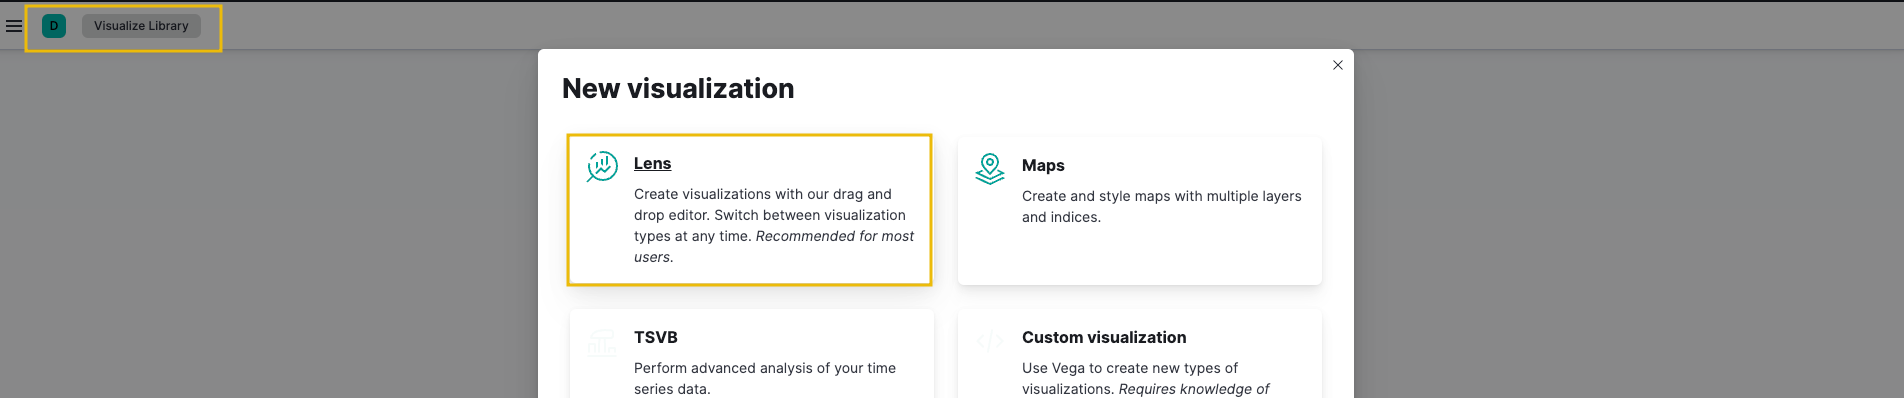 D Visualize Library
New visualization
Lens
Create visualizations with our drag and
drop editor. Switch between visualization
types at any time. Recommended for most
users.
Maps
Create and style maps with multiple layers
and indices.
TSVB
Perform advanced analysis of your time
series data.
Custom visualization
Use Vega to create new types of
visualizations. Requires knowledge of